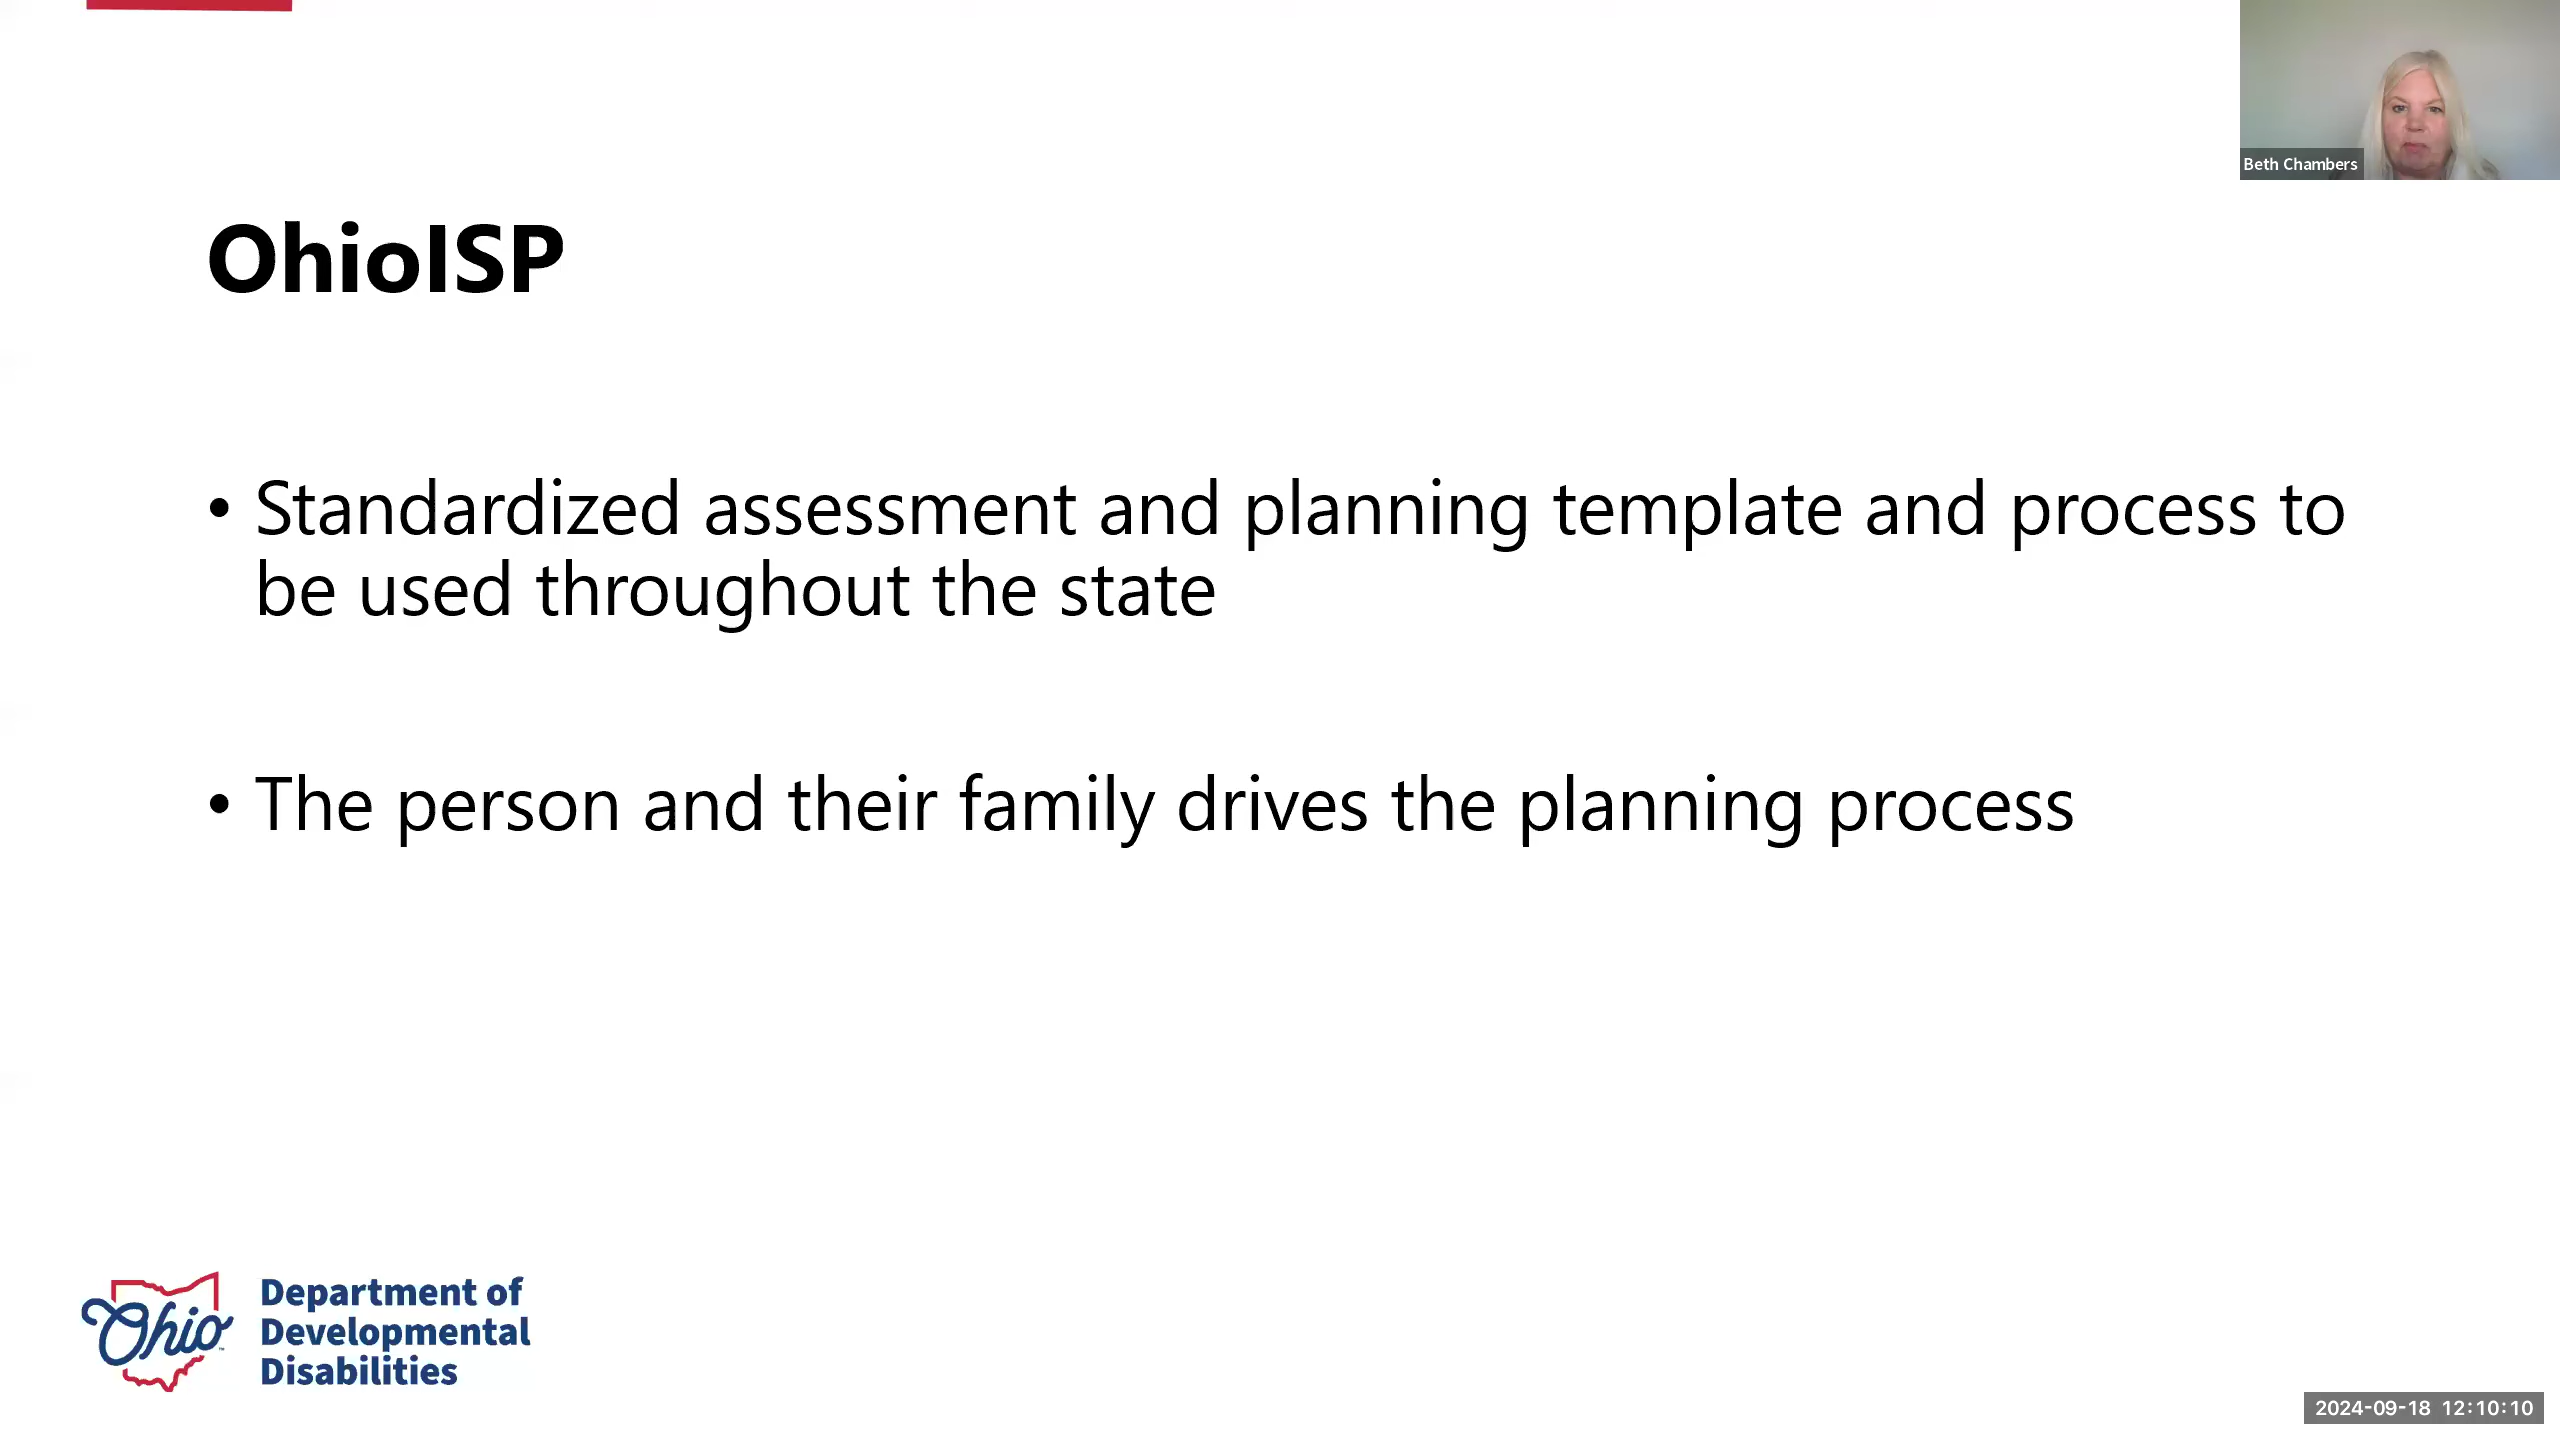 Beth Chambers
OhioISP
• Standardized assessment and planning template and process to
be used throughout the state
• The person and their family drives the planning process
Ohio
Department of
Developmental
Disabilities
2024-09-18 12:10:10